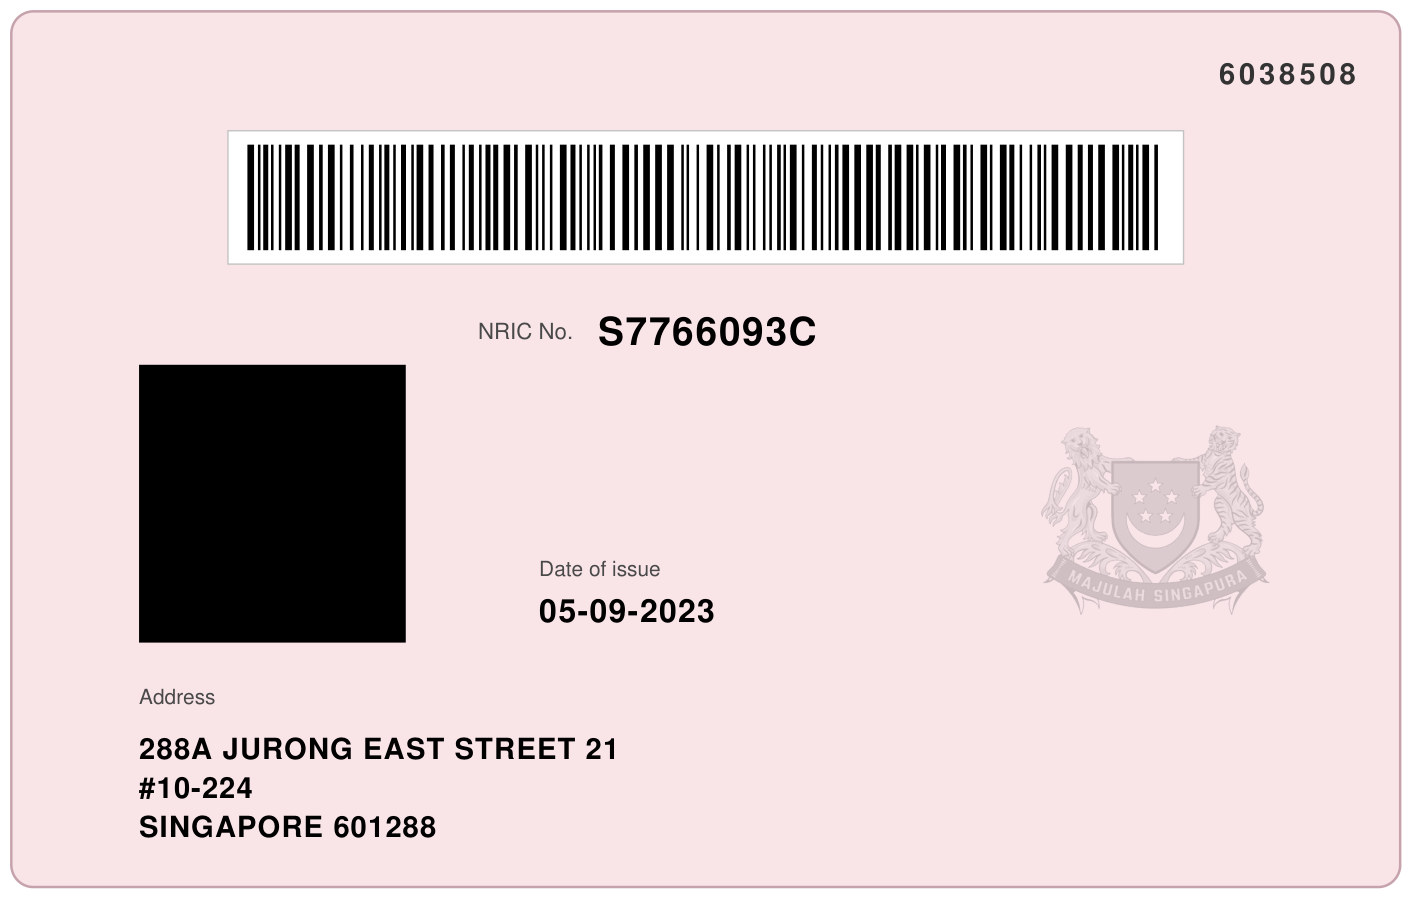 6038508
NRIC No. S7766093C
Date of issue
05-09-2023
MAJULAH SINGAPURA
Address
288A JURONG EAST STREET 21
#10-224
SINGAPORE 601288